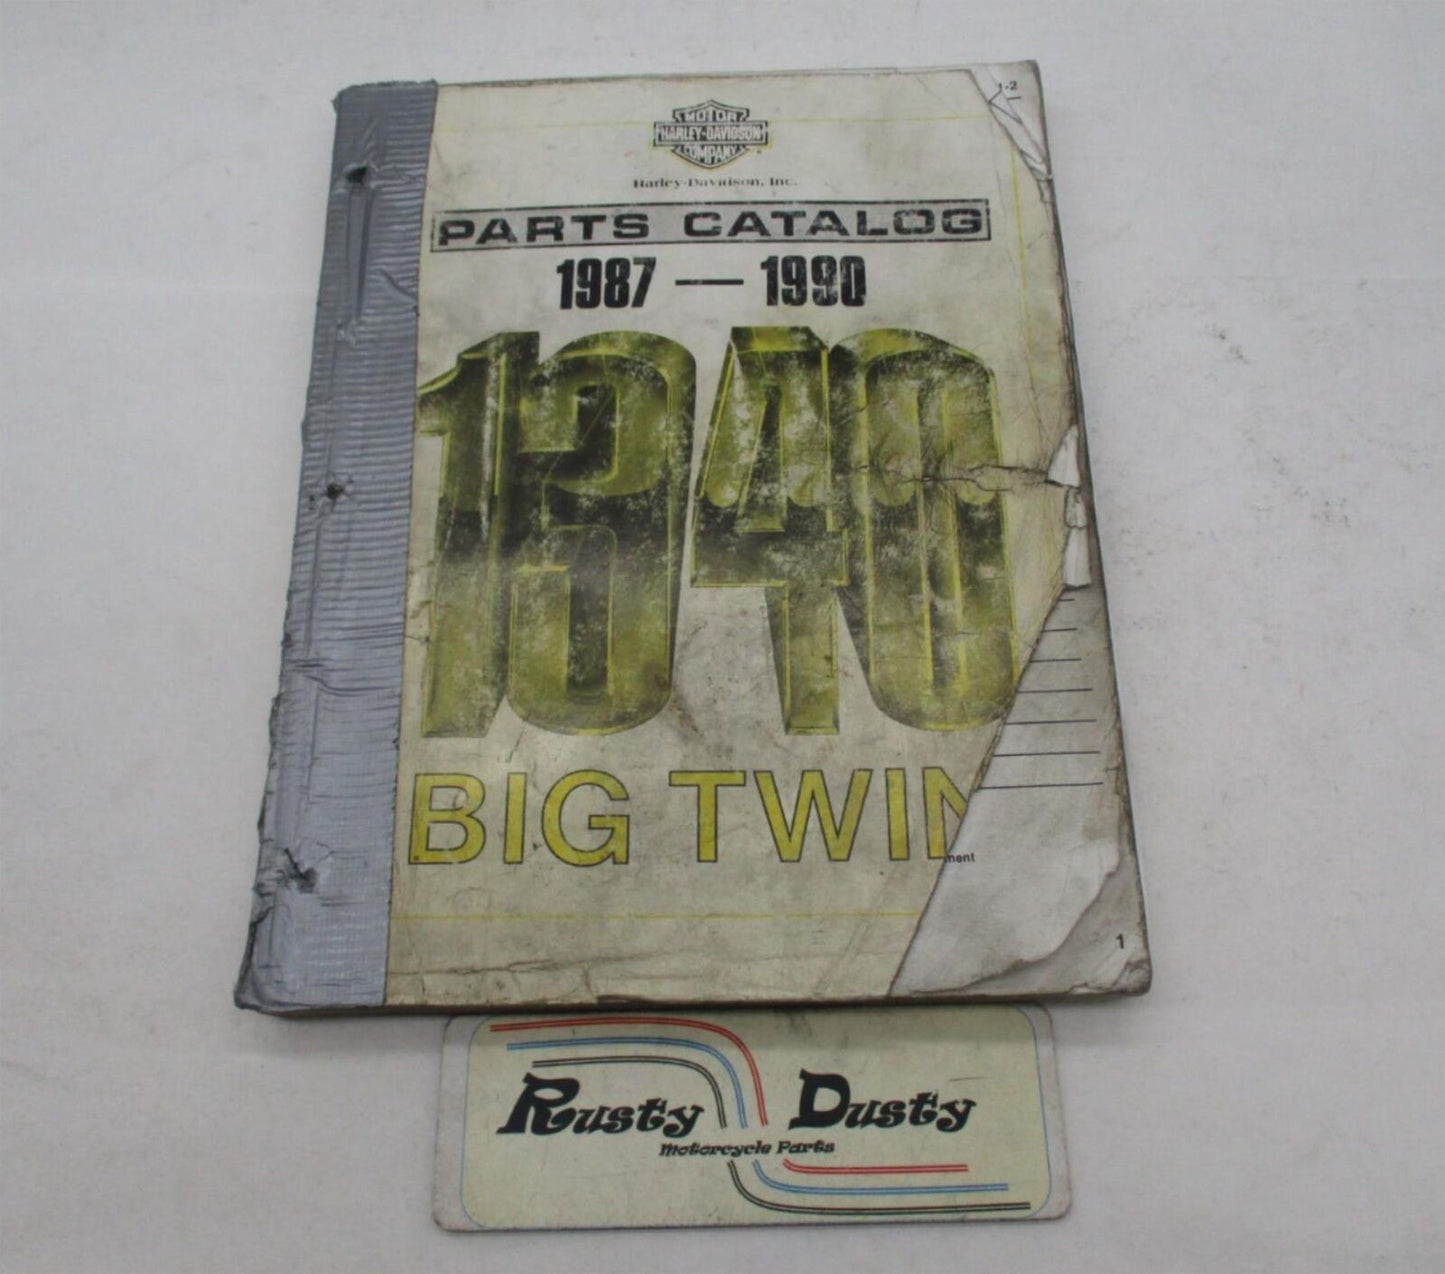 1-2
MOTOR
HARLEY-DAVIDSON
COMPANY
Harley-Davidson, Inc.
PARTS CATALOG
1987 — 1990
1340
BIG TWIN
ment
1
Rusty Dusty
Motorcycle Parts